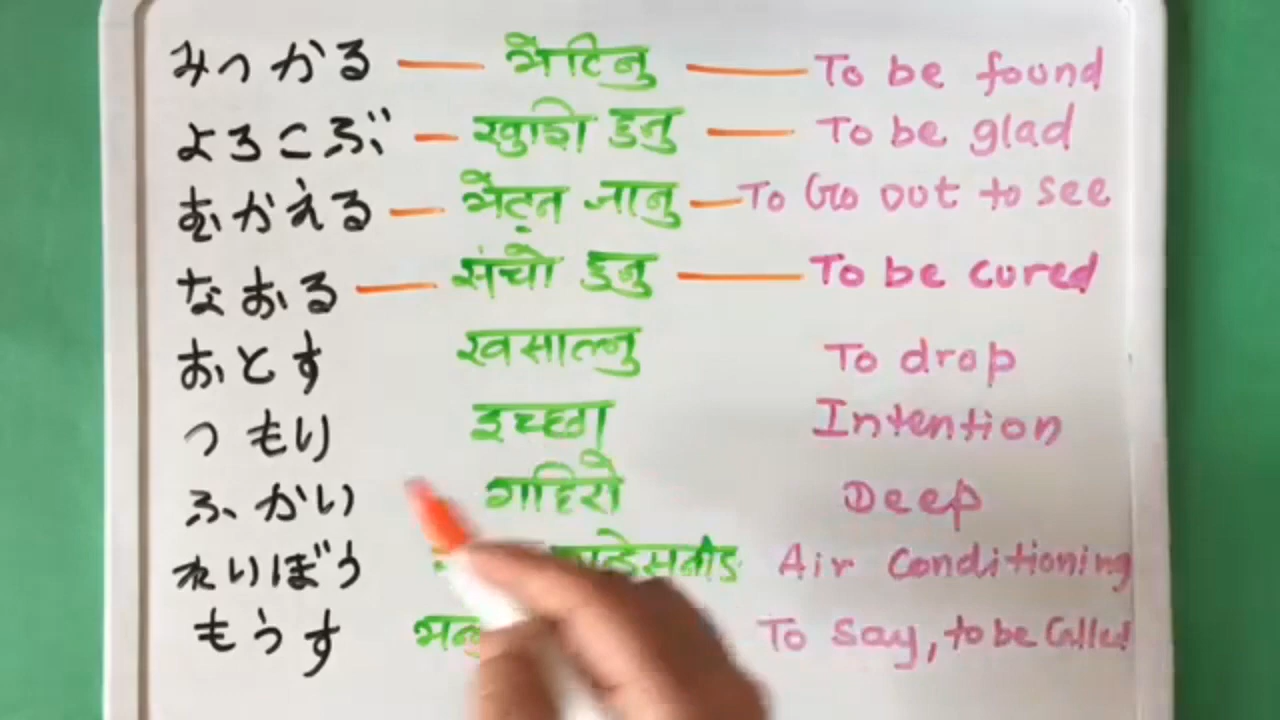 みつかる भेटिनु To be found
よろこぶ खुशि हुनु To be glad
むかえる भेट्न जानु To Go out to see
なおる संचो हुनु To be cured
おとす खसाल्नु To drop
つもり इच्छा Intention
ふかい गहिरो Deep
れいぼう Air Conditioning
もうす To Say, to be Called